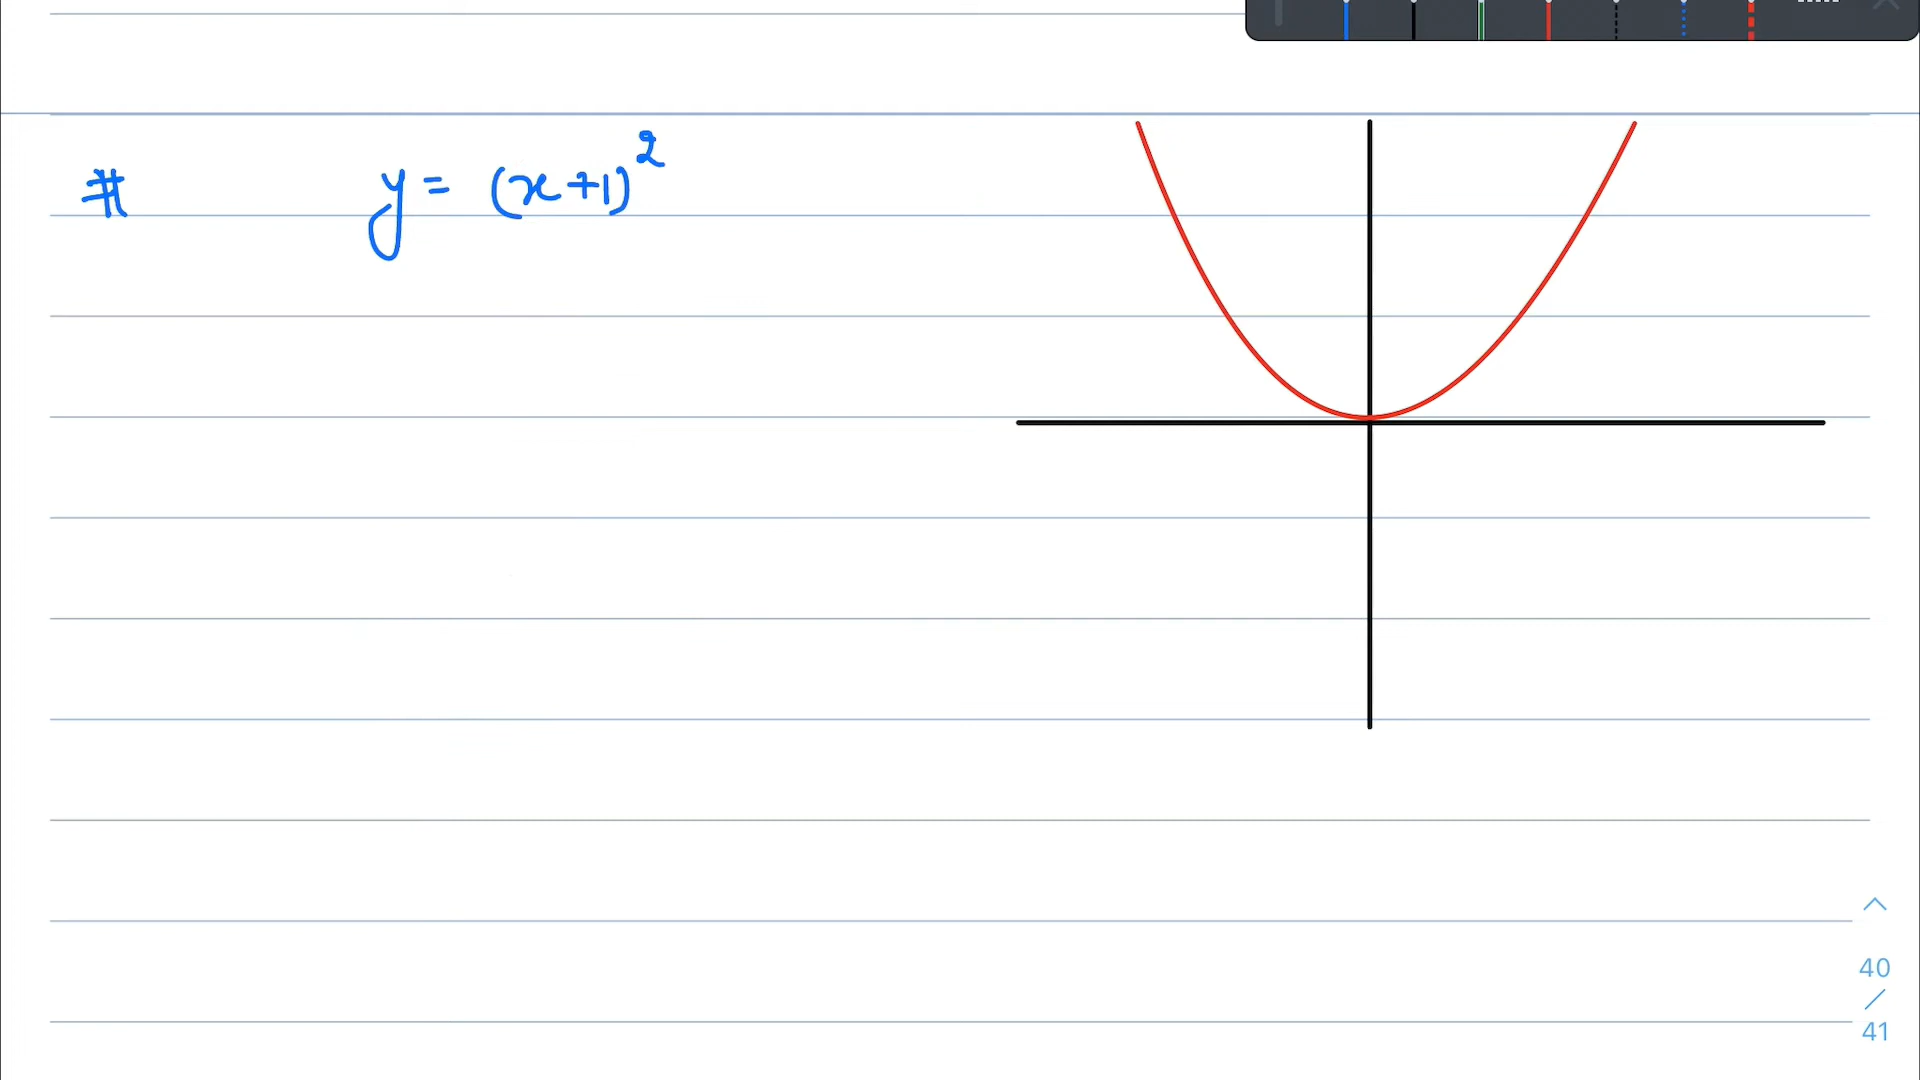 # y = (x+1)²
40
/
41